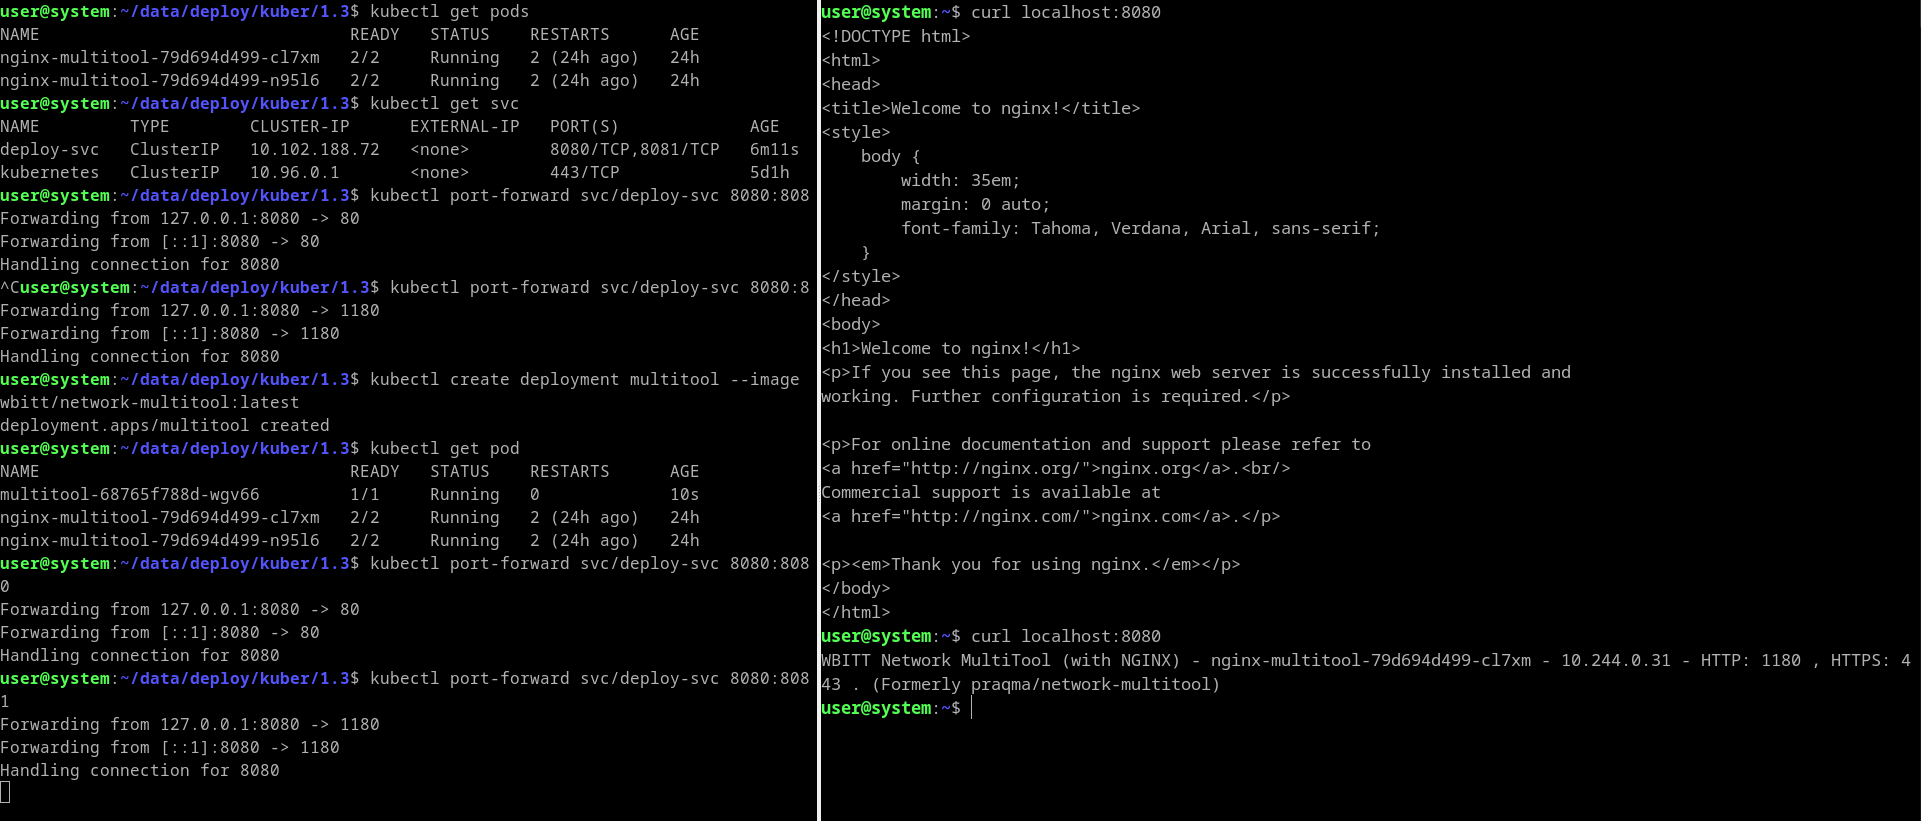 user@system:~/data/deploy/kuber/1.3$ kubectl get pods
NAME                               READY   STATUS    RESTARTS      AGE
nginx-multitool-79d694d499-cl7xm   2/2     Running   2 (24h ago)   24h
nginx-multitool-79d694d499-n95l6   2/2     Running   2 (24h ago)   24h
user@system:~/data/deploy/kuber/1.3$ kubectl get svc
NAME         TYPE        CLUSTER-IP      EXTERNAL-IP   PORT(S)             AGE
deploy-svc   ClusterIP   10.102.188.72   <none>        8080/TCP,8081/TCP   6m11s
kubernetes   ClusterIP   10.96.0.1       <none>        443/TCP             5d1h
user@system:~/data/deploy/kuber/1.3$ kubectl port-forward svc/deploy-svc 8080:808
Forwarding from 127.0.0.1:8080 -> 80
Forwarding from [::1]:8080 -> 80
Handling connection for 8080
^Cuser@system:~/data/deploy/kuber/1.3$ kubectl port-forward svc/deploy-svc 8080:8
Forwarding from 127.0.0.1:8080 -> 1180
Forwarding from [::1]:8080 -> 1180
Handling connection for 8080
user@system:~/data/deploy/kuber/1.3$ kubectl create deployment multitool --image
wbitt/network-multitool:latest
deployment.apps/multitool created
user@system:~/data/deploy/kuber/1.3$ kubectl get pod
NAME                               READY   STATUS    RESTARTS      AGE
multitool-68765f788d-wgv66         1/1     Running   0             10s
nginx-multitool-79d694d499-cl7xm   2/2     Running   2 (24h ago)   24h
nginx-multitool-79d694d499-n95l6   2/2     Running   2 (24h ago)   24h
user@system:~/data/deploy/kuber/1.3$ kubectl port-forward svc/deploy-svc 8080:808
0
Forwarding from 127.0.0.1:8080 -> 80
Forwarding from [::1]:8080 -> 80
Handling connection for 8080
user@system:~/data/deploy/kuber/1.3$ kubectl port-forward svc/deploy-svc 8080:808
1
Forwarding from 127.0.0.1:8080 -> 1180
Forwarding from [::1]:8080 -> 1180
Handling connection for 8080
user@system:~$ curl localhost:8080
<!DOCTYPE html>
<html>
<head>
<title>Welcome to nginx!</title>
<style>
    body {
        width: 35em;
        margin: 0 auto;
        font-family: Tahoma, Verdana, Arial, sans-serif;
    }
</style>
</head>
<body>
<h1>Welcome to nginx!</h1>
<p>If you see this page, the nginx web server is successfully installed and
working. Further configuration is required.</p>
<p>For online documentation and support please refer to
<a href="http://nginx.org/">nginx.org</a>.<br/>
Commercial support is available at
<a href="http://nginx.com/">nginx.com</a>.</p>
<p><em>Thank you for using nginx.</em></p>
</body>
</html>
user@system:~$ curl localhost:8080
WBITT Network MultiTool (with NGINX) - nginx-multitool-79d694d499-cl7xm - 10.244.0.31 - HTTP: 1180 , HTTPS: 4
43 . (Formerly praqma/network-multitool)
user@system:~$